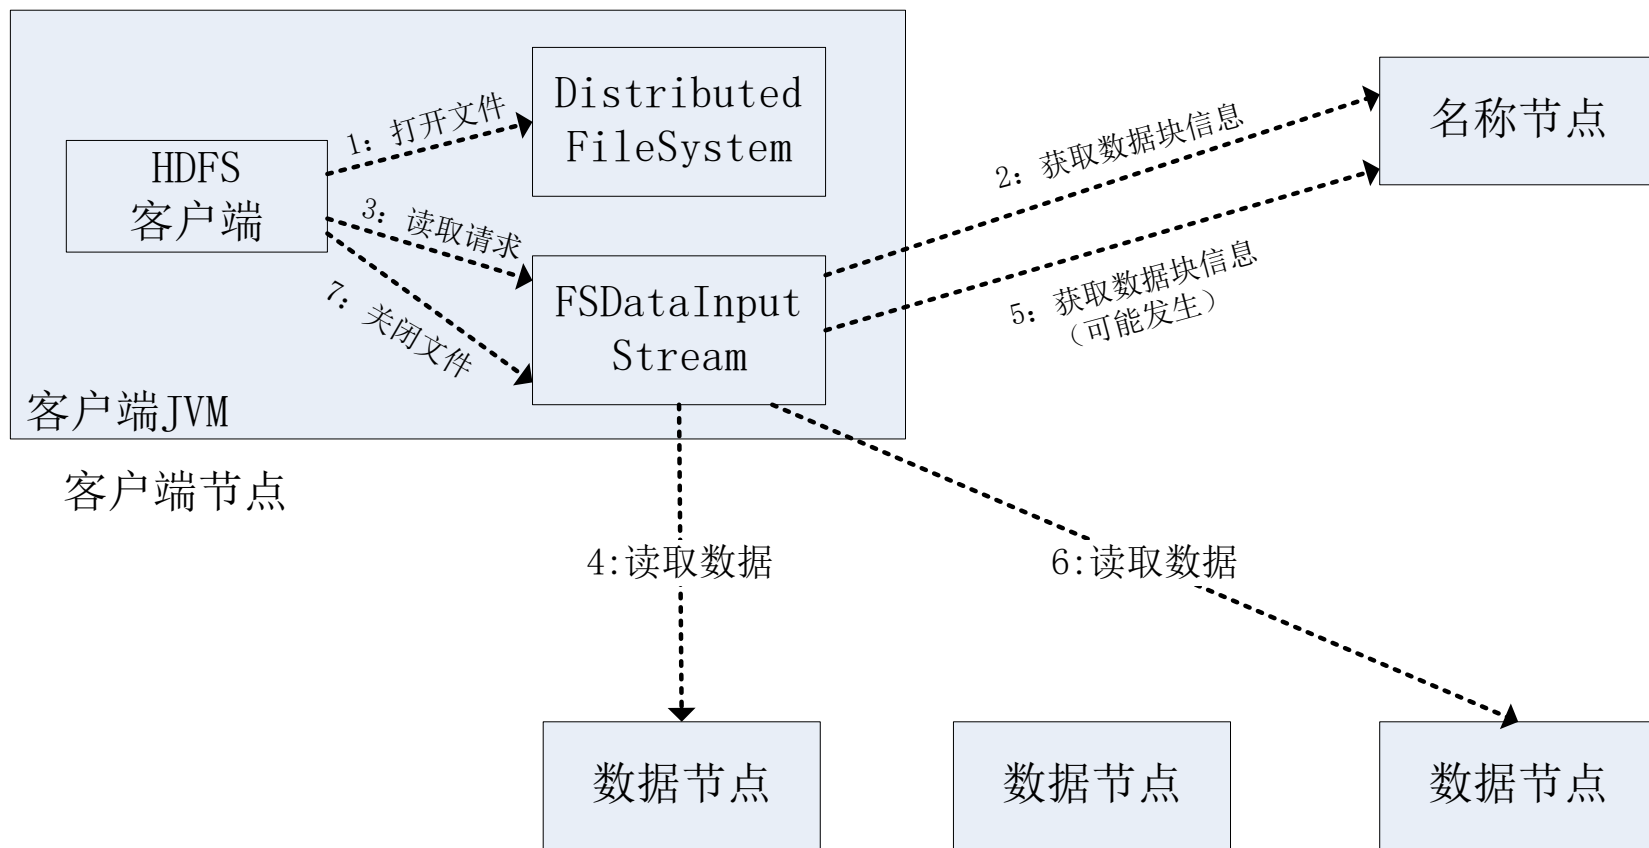 Distributed
FileSystem
名称节点
1：打开文件
HDFS
客户端
2：获取数据块信息
3：读取请求
FSDataInput
Stream
5：获取数据块信息
（可能发生）
7：关闭文件
客户端JVM
客户端节点
4:读取数据
6:读取数据
数据节点
数据节点
数据节点